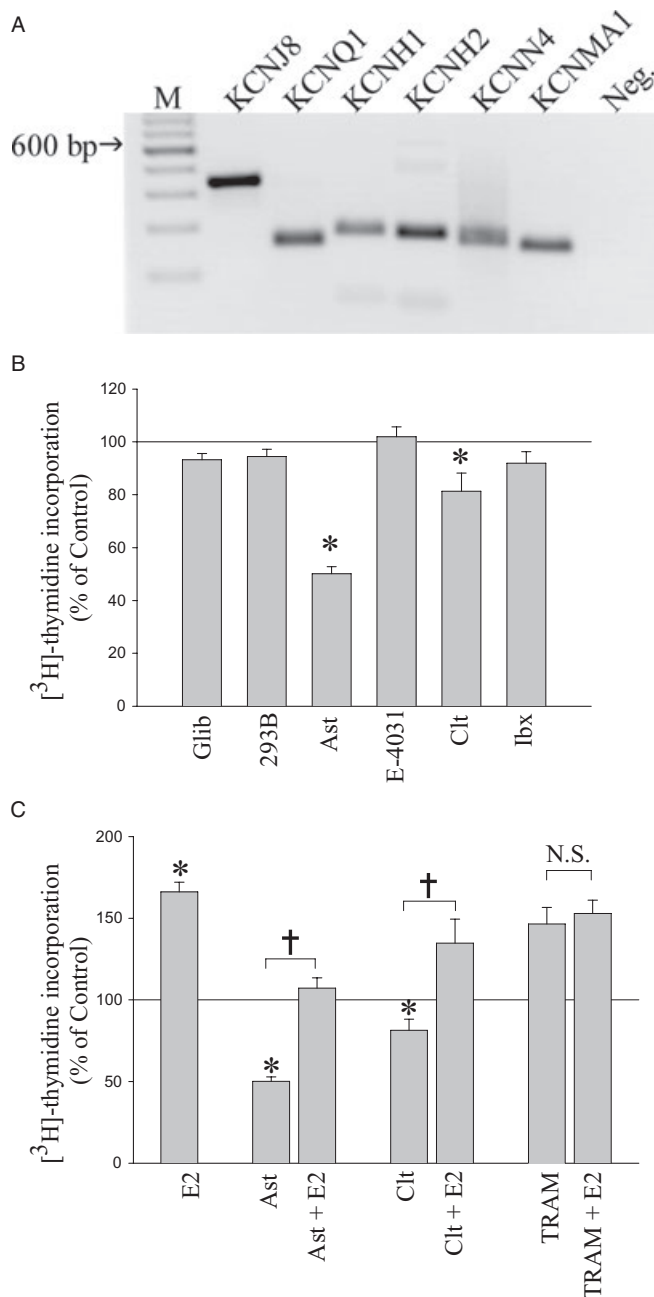 A
M KCNJ8 KCNQ1 KCNH1 KCNH2 KCNN4 KCNMA1 Neg.
600 bp→
B
[³H]-thymidine incorporation
(% of Control)
120
100
80
60
40
20
0
* *
Glib 293B Ast E-4031 Clt Ibx
C
[³H]-thymidine incorporation
(% of Control)
200
150
100
50
0
* † * † * N.S.
E2 Ast Ast + E2 Clt Clt + E2 TRAM TRAM + E2